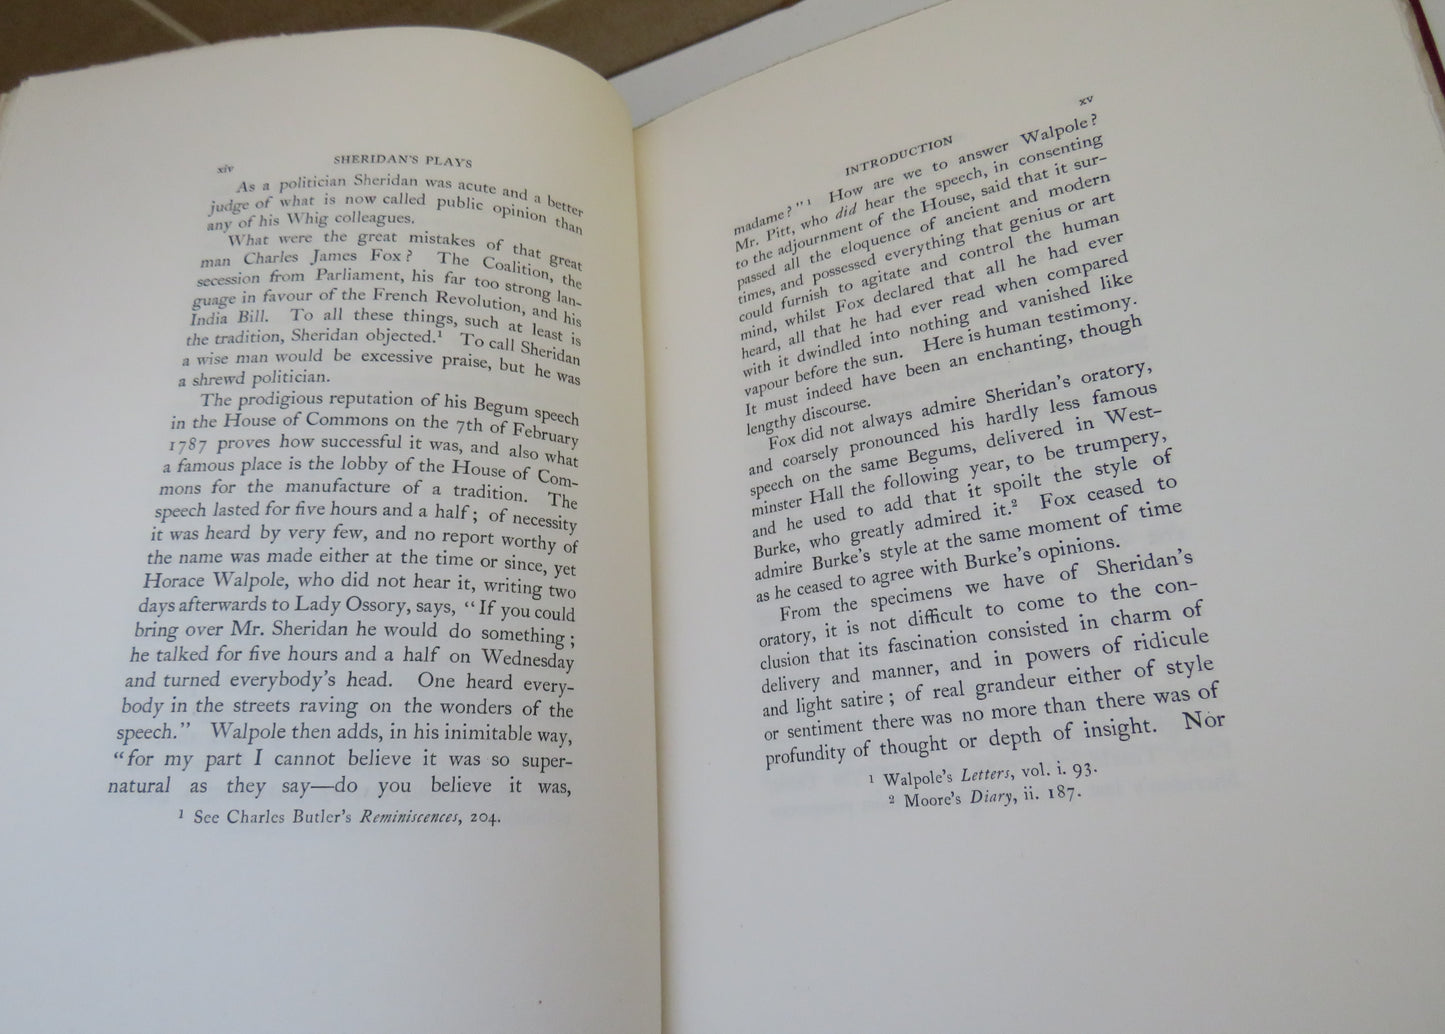 xiv
SHERIDAN'S PLAYS
As a politician Sheridan was acute and a better
judge of what is now called public opinion than
any of his Whig colleagues.
What were the great mistakes of that great
man Charles James Fox? The Coalition, the
secession from Parliament, his far too strong lan-
guage in favour of the French Revolution, and his
India Bill. To all these things, such at least is
the tradition, Sheridan objected.¹ To call Sheridan
a wise man would be excessive praise, but he was
a shrewd politician.
The prodigious reputation of his Begum speech
in the House of Commons on the 7th of February
1787 proves how successful it was, and also what
a famous place is the lobby of the House of Com-
mons for the manufacture of a tradition. The
speech lasted for five hours and a half; of necessity
it was heard by very few, and no report worthy of
the name was made either at the time or since, yet
Horace Walpole, who did not hear it, writing two
days afterwards to Lady Ossory, says, "If you could
bring over Mr. Sheridan he would do something;
he talked for five hours and a half on Wednesday
and turned everybody's head. One heard every-
body in the streets raving on the wonders of the
speech." Walpole then adds, in his inimitable way,
"for my part I cannot believe it was so super-
natural as they say—do you believe it was,
¹ See Charles Butler's Reminiscences, 204.
INTRODUCTION
xv
madame?"¹ How are we to answer Walpole?
Mr. Pitt, who did hear the speech, in consenting
to the adjournment of the House, said that it sur-
passed all the eloquence of ancient and modern
times, and possessed everything that genius or art
could furnish to agitate and control the human
mind, whilst Fox declared that all he had ever
heard, all that he had ever read when compared
with it dwindled into nothing and vanished like
vapour before the sun. Here is human testimony.
It must indeed have been an enchanting, though
lengthy discourse.
Fox did not always admire Sheridan's oratory,
and coarsely pronounced his hardly less famous
speech on the same Begums, delivered in West-
minster Hall the following year, to be trumpery,
and he used to add that it spoilt the style of
Burke, who greatly admired it.² Fox ceased to
admire Burke's style at the same moment of time
as he ceased to agree with Burke's opinions.
From the specimens we have of Sheridan's
oratory, it is not difficult to come to the con-
clusion that its fascination consisted in charm of
delivery and manner, and in powers of ridicule
and light satire; of real grandeur either of style
or sentiment there was no more than there was of
profundity of thought or depth of insight. Nor
¹ Walpole's Letters, vol. i. 93.
² Moore's Diary, ii. 187.